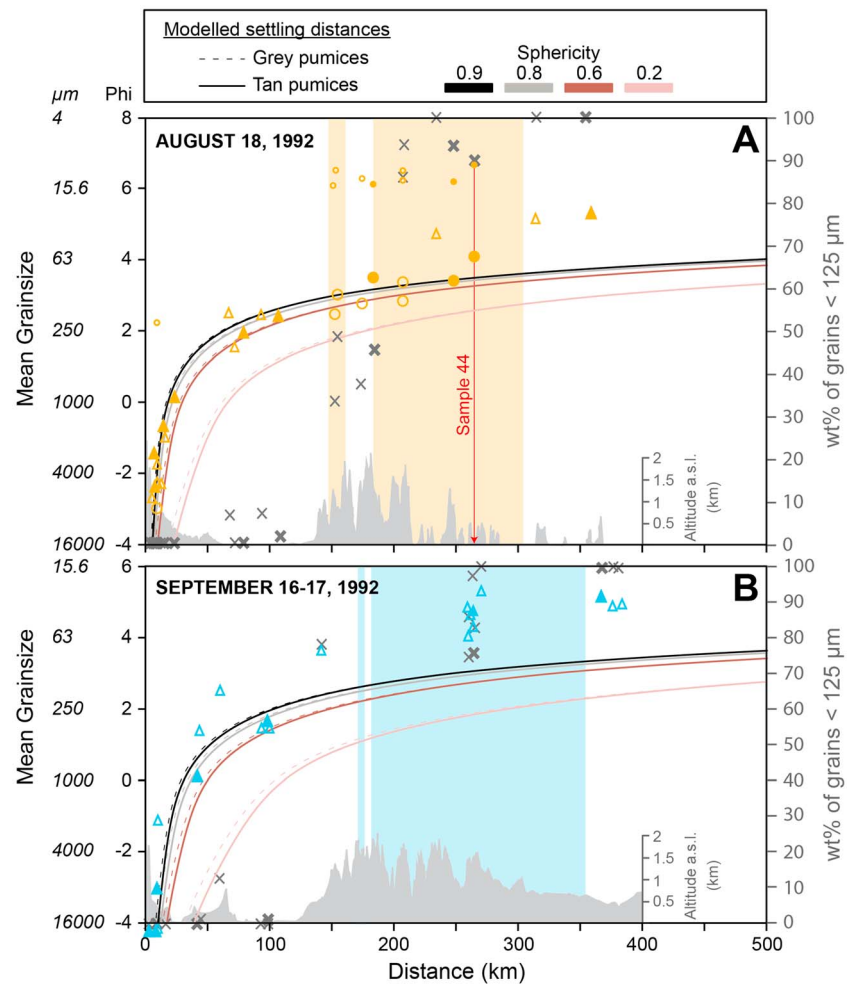 Modelled settling distances
Grey pumices
Tan pumices
Sphericity
0.9 0.8 0.6 0.2
µm Phi
AUGUST 18, 1992
A
4 8 100
90
15.6 6
80
70
63 4
60
250 2 50
40
1000 0
30
-2
4000 20
10
16000 -4 0
Mean Grainsize
wt% of grains < 125 µm
Sample 44
2
1.5
1
0.5
Altitude a.s.l.
(km)
SEPTEMBER 16-17, 1992
B
15.6 6 100
90
63 4 80
70
250 2 60
50
1000 0 40
30
4000 -2 20
10
16000 -4 0
Mean Grainsize
wt% of grains < 125 µm
2
1.5
1
0.5
Altitude a.s.l.
(km)
0 100 200 300 400 500
Distance (km)